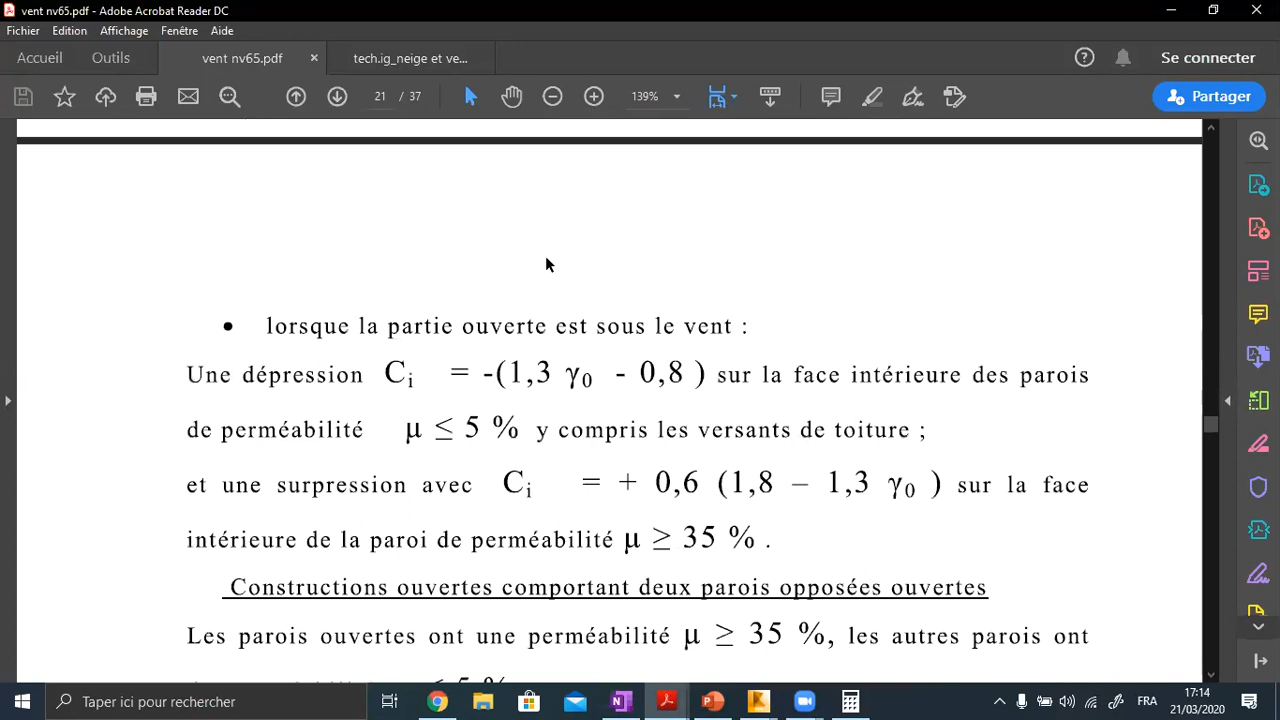 vent nv65.pdf - Adobe Acrobat Reader DC
Fichier Edition Affichage Fenêtre Aide
Accueil Outils vent nv65.pdf × tech.ig_neige et ve... Se connecter
21 / 37 139% Partager
• lorsque la partie ouverte est sous le vent :
Une dépression Ci = -(1,3 γ0 - 0,8 ) sur la face intérieure des parois
de perméabilité μ ≤ 5 % y compris les versants de toiture ;
et une surpression avec Ci = + 0,6 (1,8 – 1,3 γ0 ) sur la face
intérieure de la paroi de perméabilité μ ≥ 35 % .
Constructions ouvertes comportant deux parois opposées ouvertes
Les parois ouvertes ont une perméabilité μ ≥ 35 %, les autres parois ont
Taper ici pour rechercher FRA 17:14
21/03/2020